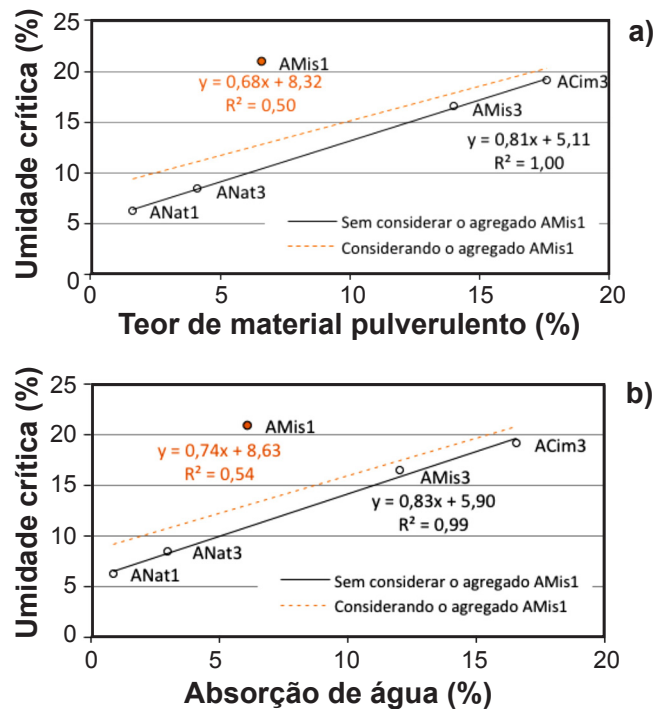 a)
Umidade crítica (%)
25
20
15
10
5
0
AMis1
y = 0,68x + 8,32
R² = 0,50
ACim3
AMis3
y = 0,81x + 5,11
R² = 1,00
ANat3
ANat1
Sem considerar o agregado AMis1
Considerando o agregado AMis1
0 5 10 15 20
Teor de material pulverulento (%)
b)
Umidade crítica (%)
25
20
15
10
5
0
AMis1
y = 0,74x + 8,63
R² = 0,54
ACim3
AMis3
y = 0,83x + 5,90
R² = 0,99
ANat3
ANat1
Sem considerar o agregado AMis1
Considerando o agregado AMis1
0 5 10 15 20
Absorção de água (%)